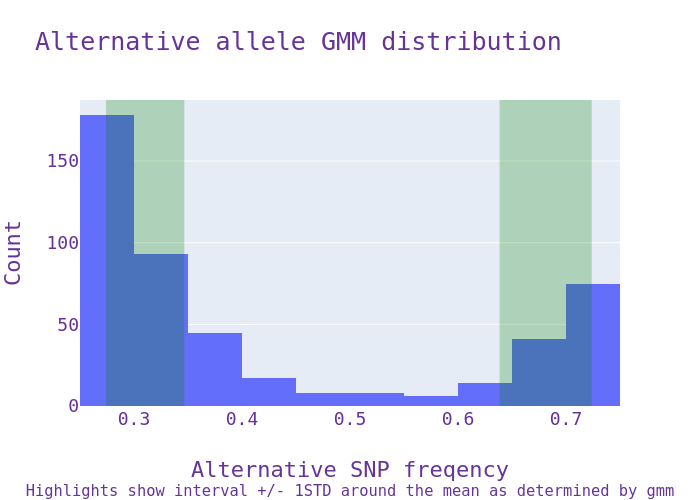 Alternative allele GMM distribution
150
100
50
0
Count
0.3 0.4 0.5 0.6 0.7
Alternative SNP freqency
Highlights show interval +/- 1STD around the mean as determined by gmm